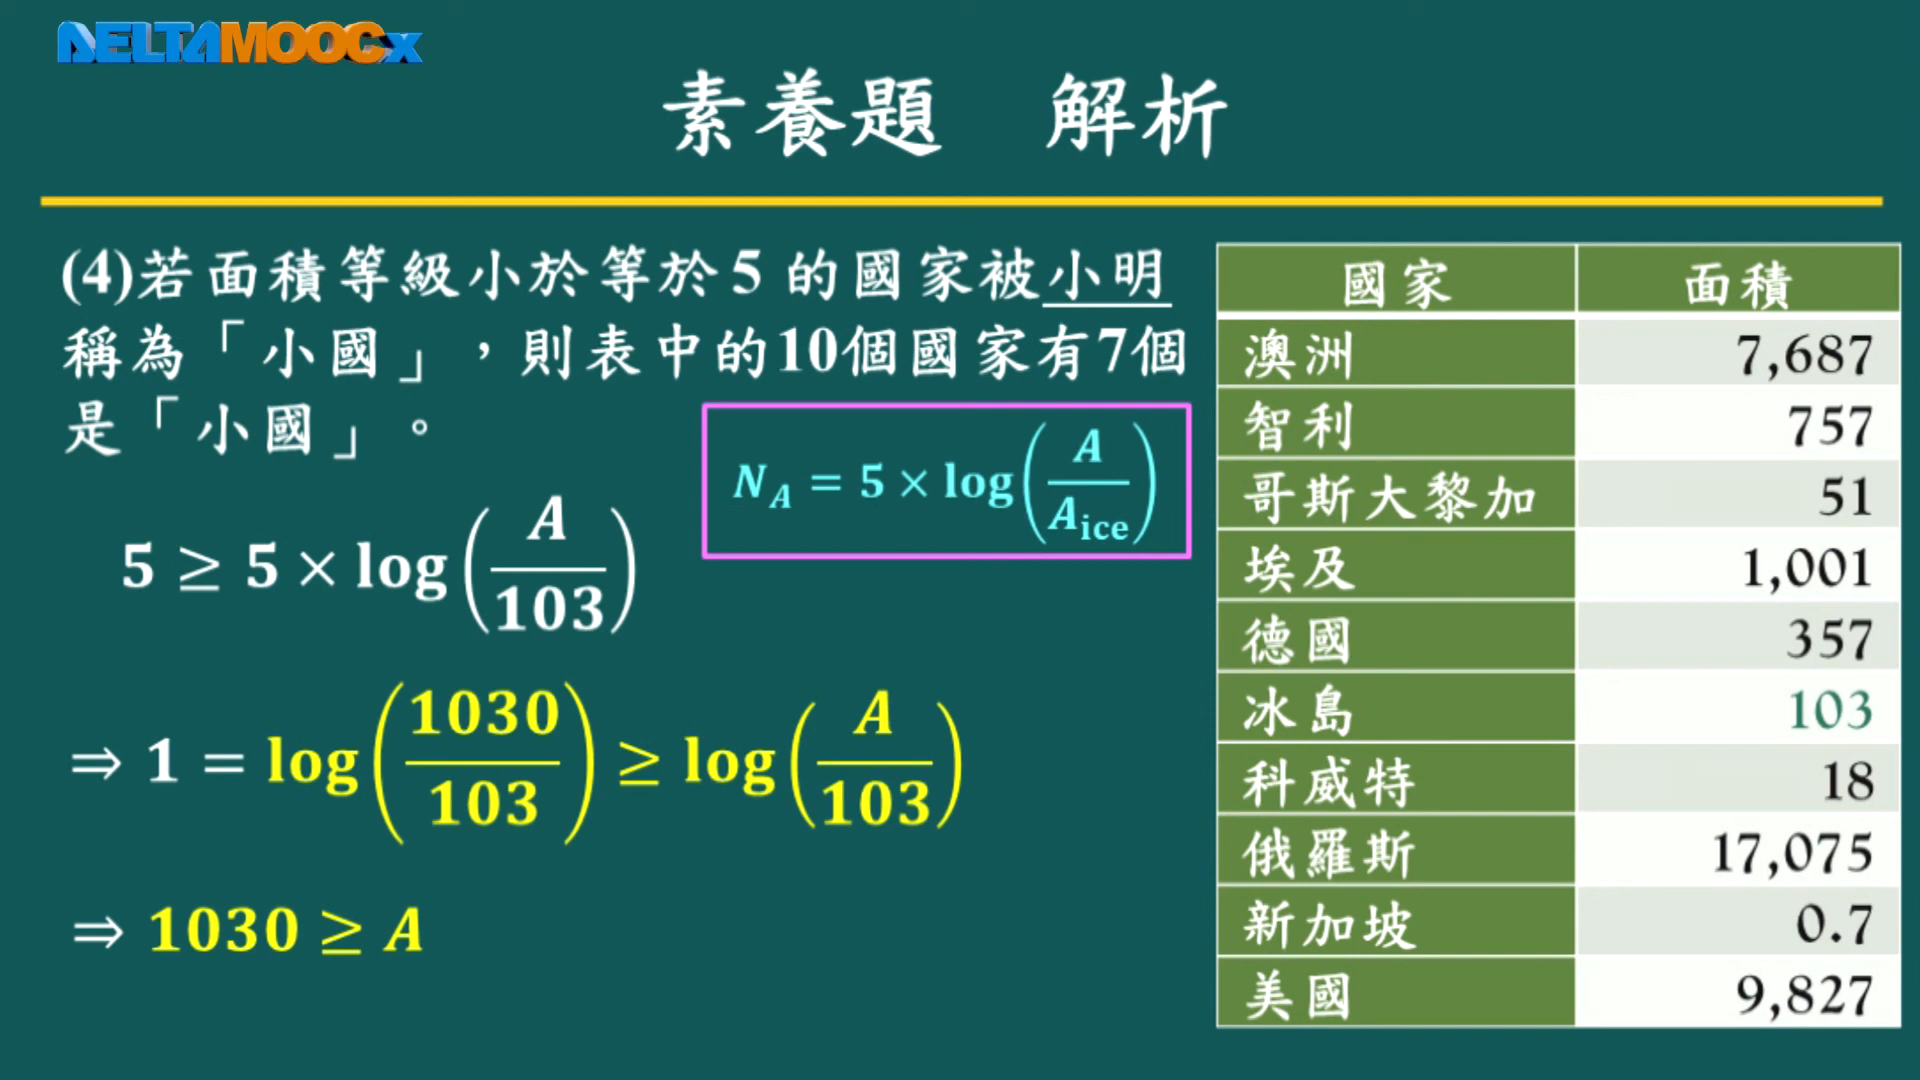 DELTAMOOCx
素養題 解析
(4)若面積等級小於等於5的國家被小明
稱為「小國」，則表中的10個國家有7個
是「小國」。
N_A = 5 × log(A/A_ice)
5 ≥ 5 × log(A/103)
⇒ 1 = log(1030/103) ≥ log(A/103)
⇒ 1030 ≥ A
國家 面積
澳洲 7,687
智利 757
哥斯大黎加 51
埃及 1,001
德國 357
冰島 103
科威特 18
俄羅斯 17,075
新加坡 0.7
美國 9,827